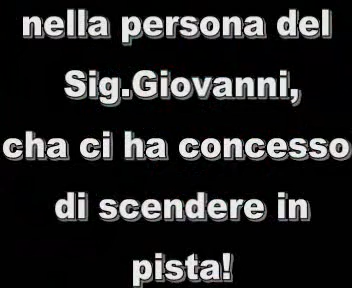 nella persona del
Sig.Giovanni,
cha ci ha concesso
di scendere in
pista!